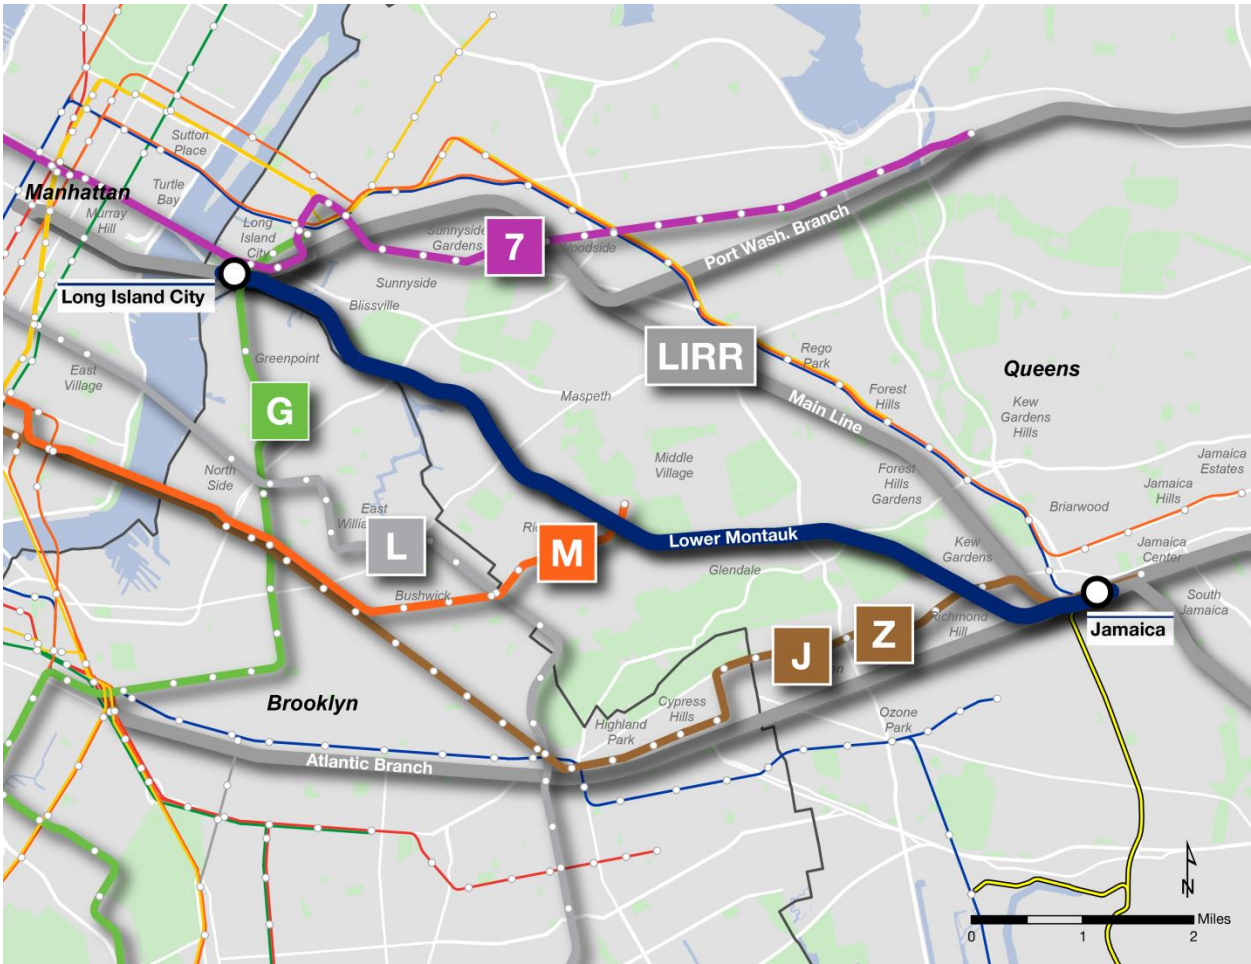 Sutton
Place
Manhattan
Turtle
Bay
Murray
Hill
Long
Island
City
Sunnyside
Gardens
7
Woodside
Port Wash. Branch
Long Island City
Sunnyside
Blissville
Greenpoint
East
Village
G
Maspeth
LIRR
Rego
Park
Main Line
Forest
Hills
Queens
Kew
Gardens
Hills
North
Side
East
L
M
Middle
Village
Forest
Hills
Gardens
Jamaica
Estates
Jamaica
Hills
Briarwood
Lower Montauk
Kew
Gardens
Jamaica
Center
Glendale
Bushwick
South
Jamaica
Richmond
Hill
Jamaica
J
Z
Brooklyn
Cypress
Hills
Highland
Park
Ozone
Park
Atlantic Branch
N
Miles
0
1
2